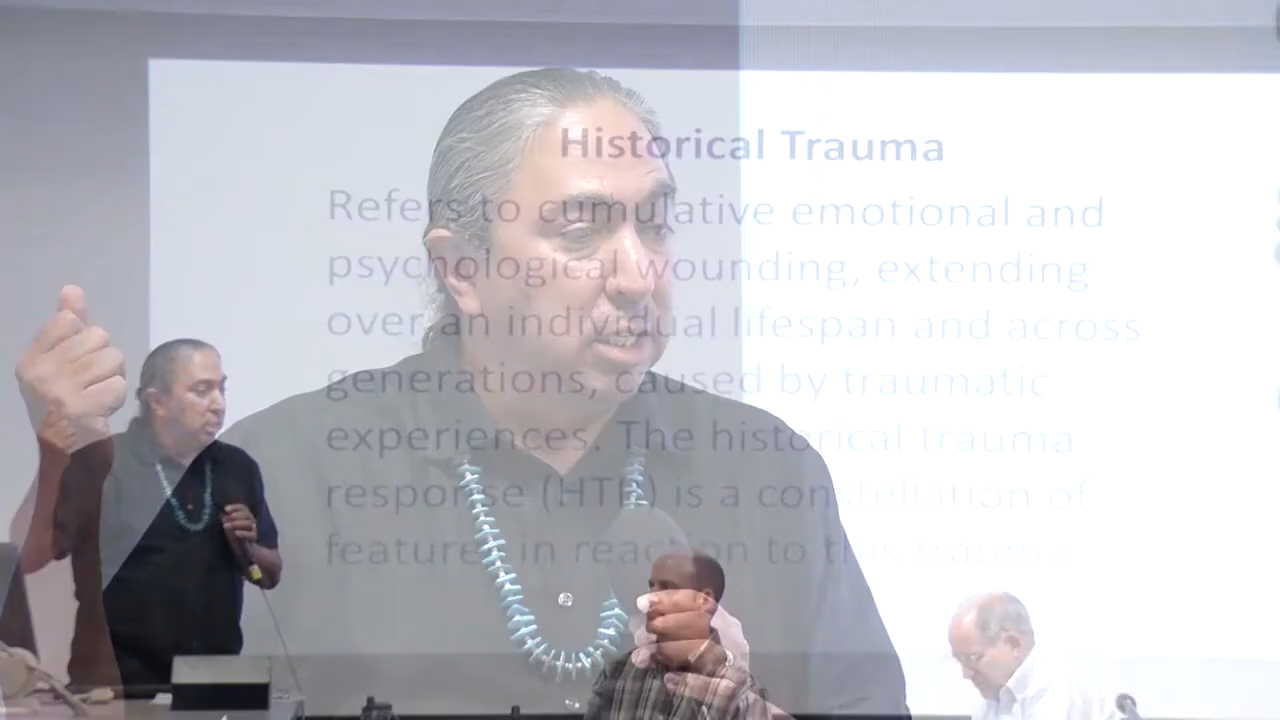 Historical Trauma
Refers to cumulative emotional and
psychological wounding, extending
over an individual lifespan and across
generations, caused by traumatic
experiences. The historical trauma
response (HTR) is a constellation of
features in reaction to this trauma